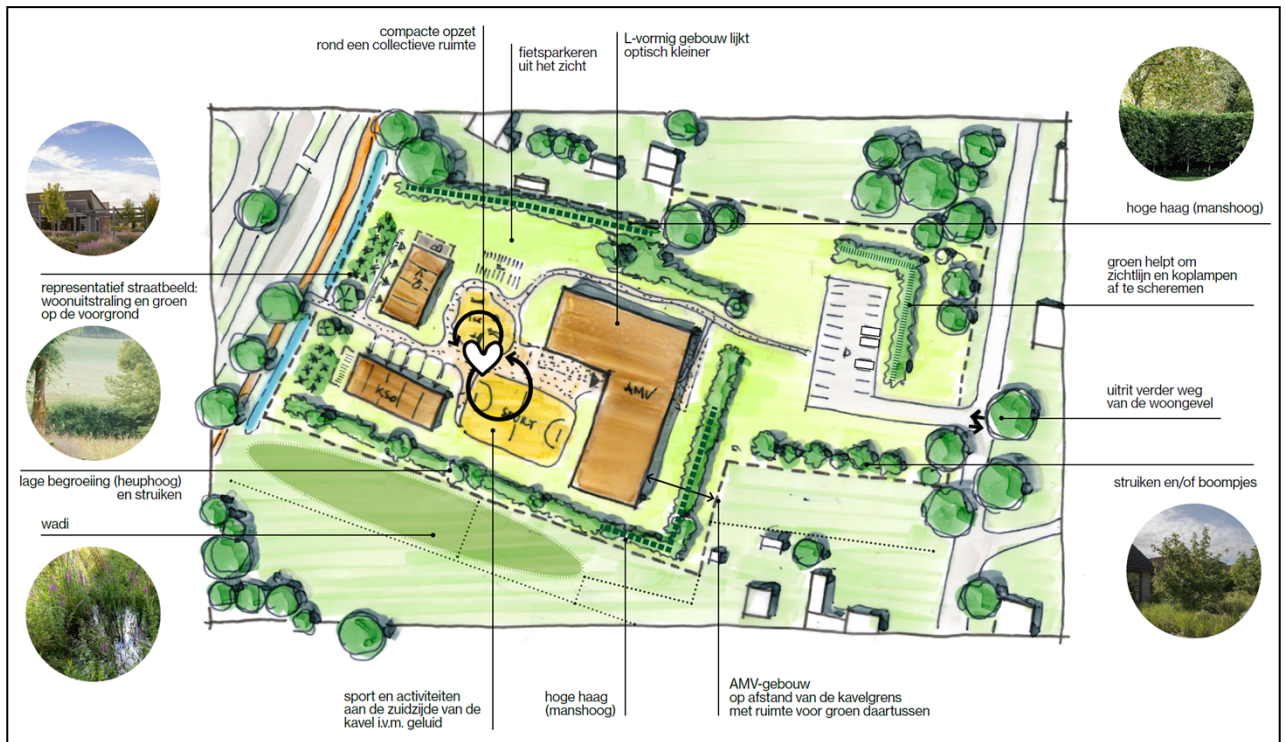 compacte opzet
rond een collectieve ruimte
fietsparkeren
uit het zicht
L-vormig gebouw lijkt
optisch kleiner
hoge haag (manshoog)
representatief straatbeeld:
woonuitstraling en groen
op de voorgrond
groen helpt om
zichtlijn en koplampen
af te scheremen
uitrit verder weg
van de woongevel
lage begroeiing (heuphoog)
en struiken
struiken en/of boompjes
wadi
KSO
AMV
SPORT
P
sport en activiteiten
aan de zuidzijde van de
kavel i.v.m. geluid
hoge haag
(manshoog)
AMV-gebouw
op afstand van de kavelgrens
met ruimte voor groen daartussen